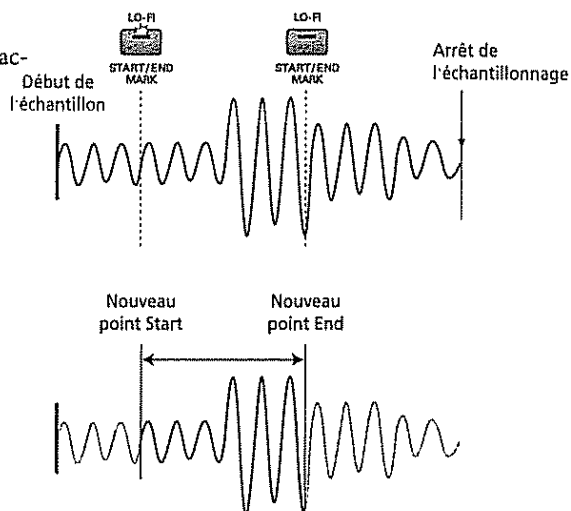 LO-FI
LO-FI
START/END
MARK
START/END
MARK
ac-
Début de
l'échantillon
Arrêt de
l'échantillonnage
Nouveau
point Start
Nouveau
point End